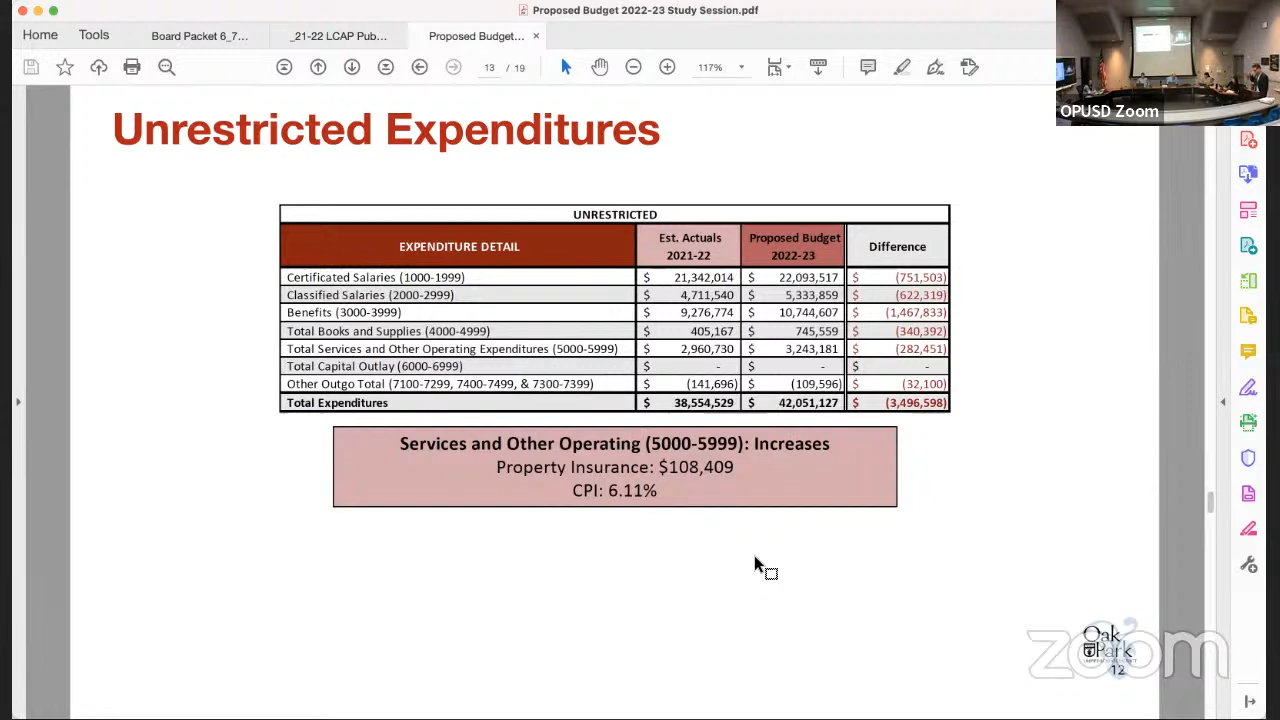 Proposed Budget 2022-23 Study Session.pdf
Home Tools Board Packet 6_7... _21-22 LCAP Pub... Proposed Budget... ×
13 / 19 117%
OPUSD Zoom
Unrestricted Expenditures
UNRESTRICTED
EXPENDITURE DETAIL Est. Actuals 2021-22 Proposed Budget 2022-23 Difference
Certificated Salaries (1000-1999) $ 21,342,014 $ 22,093,517 $ (751,503)
Classified Salaries (2000-2999) $ 4,711,540 $ 5,333,859 $ (622,319)
Benefits (3000-3999) $ 9,276,774 $ 10,744,607 $ (1,467,833)
Total Books and Supplies (4000-4999) $ 405,167 $ 745,559 $ (340,392)
Total Services and Other Operating Expenditures (5000-5999) $ 2,960,730 $ 3,243,181 $ (282,451)
Total Capital Outlay (6000-6999) $ - $ - $ -
Other Outgo Total (7100-7299, 7400-7499, & 7300-7399) $ (141,696) $ (109,596) $ (32,100)
Total Expenditures $ 38,554,529 $ 42,051,127 $ (3,496,598)
Services and Other Operating (5000-5999): Increases
Property Insurance: $108,409
CPI: 6.11%
Oak
Park
zoom
12